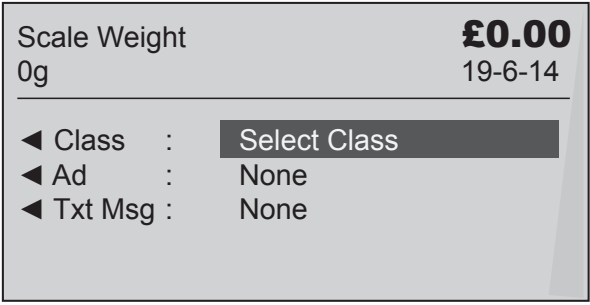 Scale Weight £0.00
0g 19-6-14
◄ Class : Select Class
◄ Ad : None
◄ Txt Msg : None